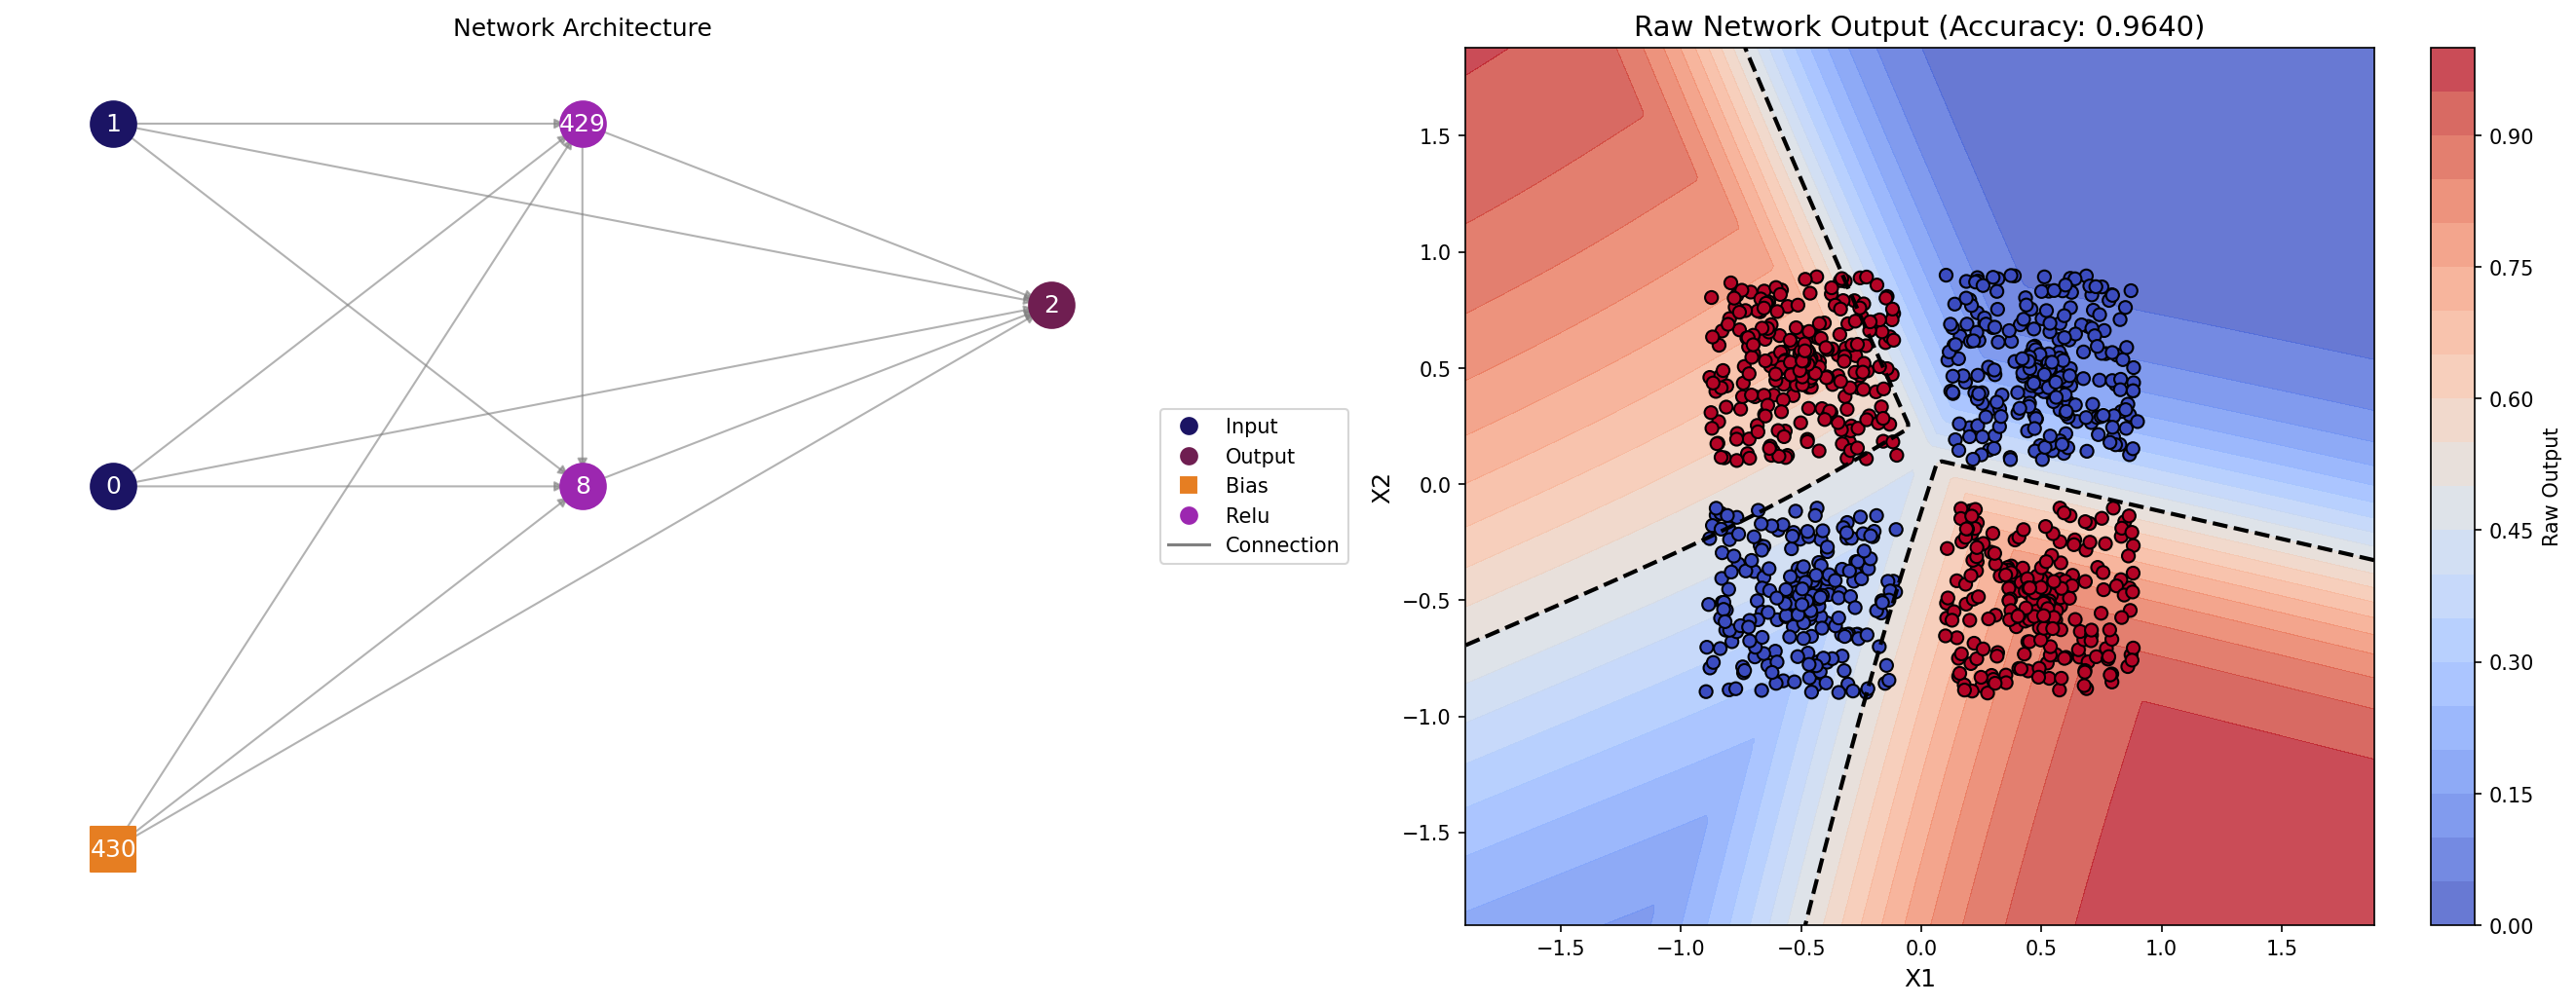 Network Architecture
1
429
2
0
8
430
Input
Output
Bias
Relu
Connection
Raw Network Output (Accuracy: 0.9640)
X2
1.5
1.0
0.5
0.0
−0.5
−1.0
−1.5
−1.5 −1.0 −0.5 0.0 0.5 1.0 1.5
X1
0.90
0.75
0.60
0.45
0.30
0.15
0.00
Raw Output